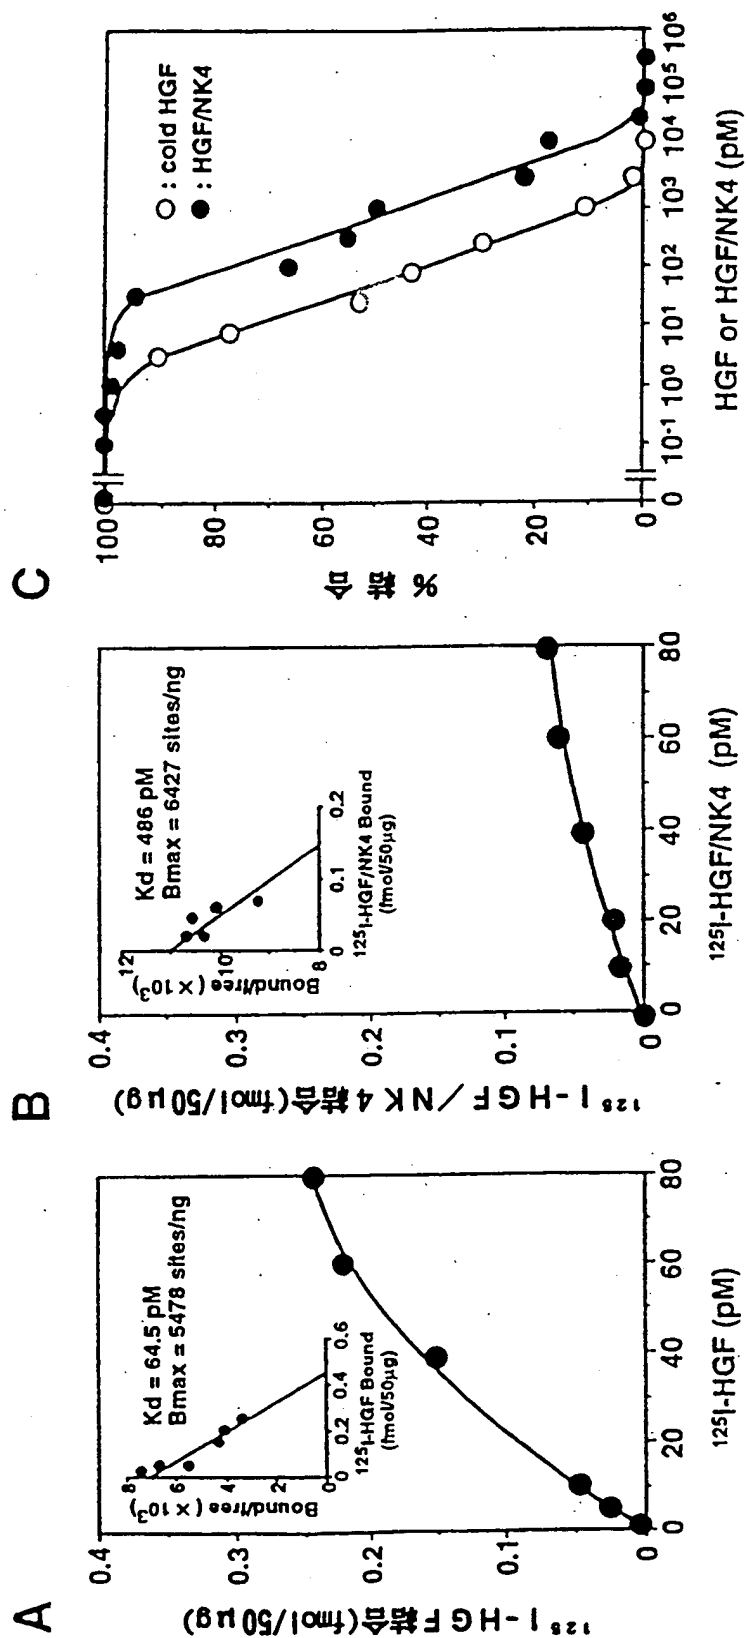 A
¹²⁵I-HGF結合(fmol/50μg)
0.4
0.3
0.2
0.1
0
0 20 40 60 80
¹²⁵I-HGF (pM)
Kd = 64.5 pM
Bmax = 5478 sites/ng
Bound/free (×10³)
8
6
4
2
0
0 0.2 0.4 0.6
¹²⁵I-HGF Bound
(fmol/50μg)
B
¹²⁵I-HGF/NK4結合(fmol/50μg)
0.4
0.3
0.2
0.1
0
0 20 40 60 80
¹²⁵I-HGF/NK4 (pM)
Kd = 486 pM
Bmax = 6427 sites/ng
Bound/free (×10³)
12
10
8
0 0.1 0.2
¹²⁵I-HGF/NK4 Bound
(fmol/50μg)
C
% 結合
100
80
60
40
20
0
0 10⁻¹ 10⁰ 10¹ 10² 10³ 10⁴ 10⁵ 10⁶
HGF or HGF/NK4 (pM)
○ : cold HGF
● : HGF/NK4